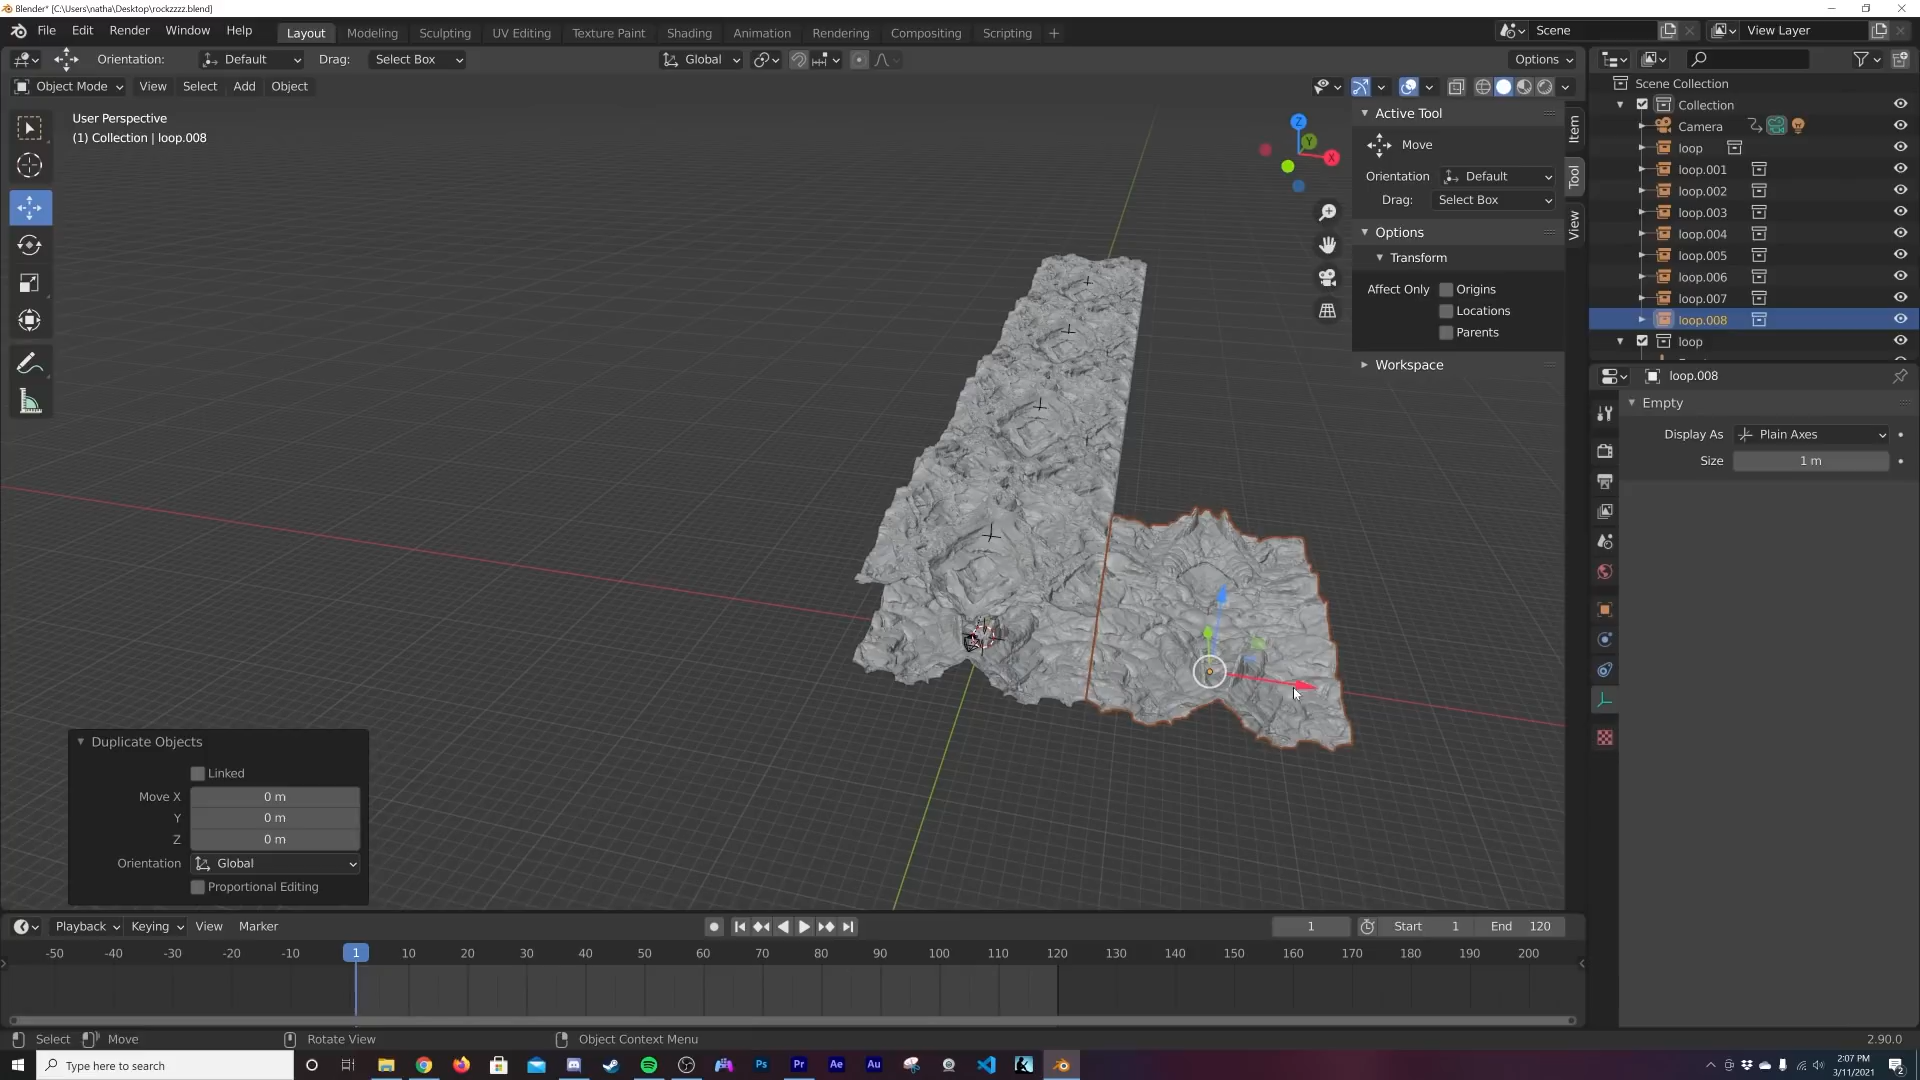 Blender* [C:\Users\natha\Desktop\rockzzzz.blend]
File Edit Render Window Help
Layout Modeling Sculpting UV Editing Texture Paint Shading Animation Rendering Compositing Scripting +
Scene
View Layer
Orientation: Default Drag: Select Box
Global
Options
Object Mode View Select Add Object
User Perspective
(1) Collection | loop.008
Z
Y
X
Active Tool
Move
Orientation Default
Drag: Select Box
Options
Transform
Affect Only Origins
Locations
Parents
Workspace
Item
Tool
View
Scene Collection
Collection
Camera
loop
loop.001
loop.002
loop.003
loop.004
loop.005
loop.006
loop.007
loop.008
loop
loop.008
Empty
Display As Plain Axes
Size 1 m
Duplicate Objects
Linked
Move X 0 m
Y 0 m
Z 0 m
Orientation Global
Proportional Editing
Playback Keying View Marker
1 Start 1 End 120
-50 -40 -30 -20 -10 1 10 20 30 40 50 60 70 80 90 100 110 120 130 140 150 160 170 180 190 200
Select Move Rotate View Object Context Menu 2.90.0
Type here to search
Ps Pr Ae Au
2:07 PM
3/11/2021
2